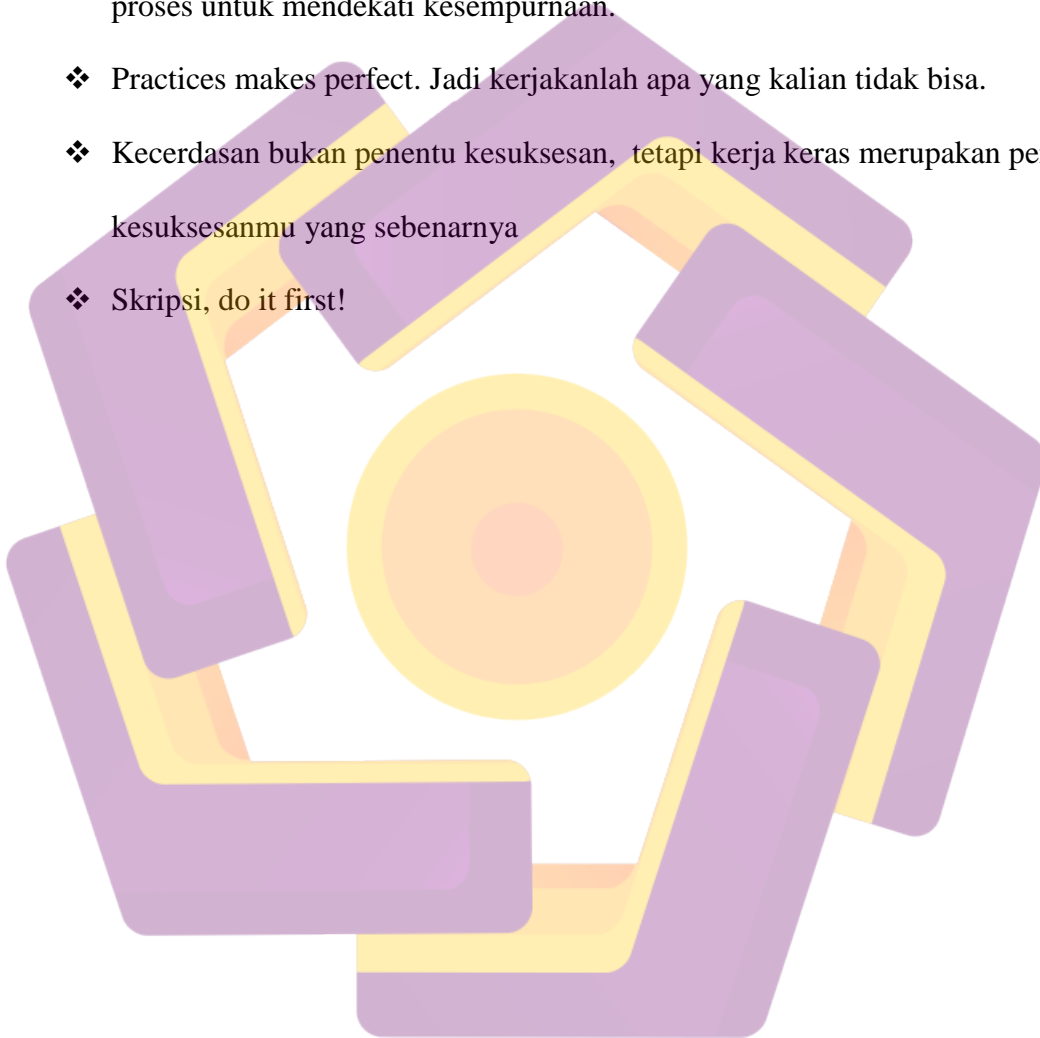 proses untuk mendekati kesempurnaan.
❖ Practices makes perfect. Jadi kerjakanlah apa yang kalian tidak bisa.
❖ Kecerdasan bukan penentu kesuksesan, tetapi kerja keras merupakan
kesuksesanmu yang sebenarnya
❖ Skripsi, do it first!